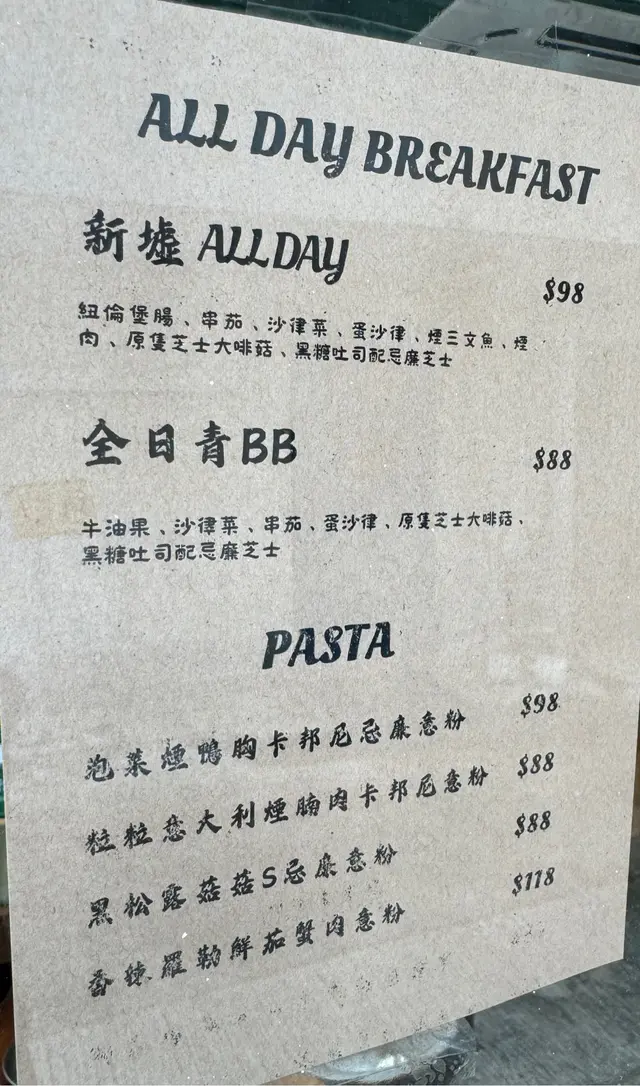 ALL DAY BREAKFAST
新墟 ALL DAY
$98
紐倫堡腸、串茄、沙律菜、蛋沙律、煙三文魚、煙
肉、原隻芝士大啡菇、黑糖吐司配忌廉芝士
全日青BB
$88
牛油果、沙律菜、串茄、蛋沙律、原隻芝士大啡菇、
黑糖吐司配忌廉芝士
PASTA
泡菜煙鴨胸卡邦尼忌廉意粉
$98
粒粒意大利煙腩肉卡邦尼意粉
$88
黑松露菇菇S忌廉意粉
$88
香辣羅勒鮮茄蟹肉意粉
$118